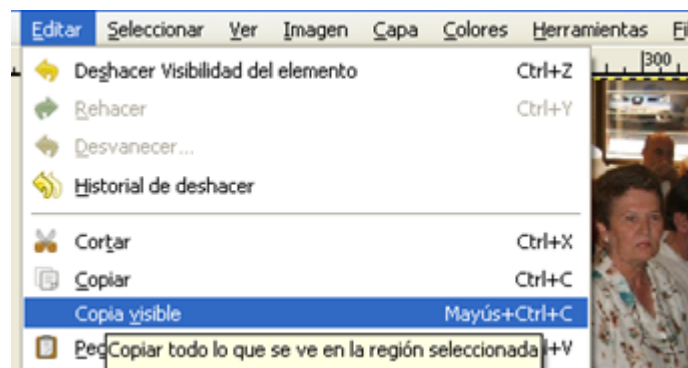 Editar Seleccionar Ver Imagen Capa Colores Herramientas
300
Deshacer Visibilidad del elemento Ctrl+Z
Rehacer Ctrl+Y
Desvanecer...
Historial de deshacer
Cortar Ctrl+X
Copiar Ctrl+C
Copia visible Mayús+Ctrl+C
Copiar todo lo que se ve en la región seleccionada